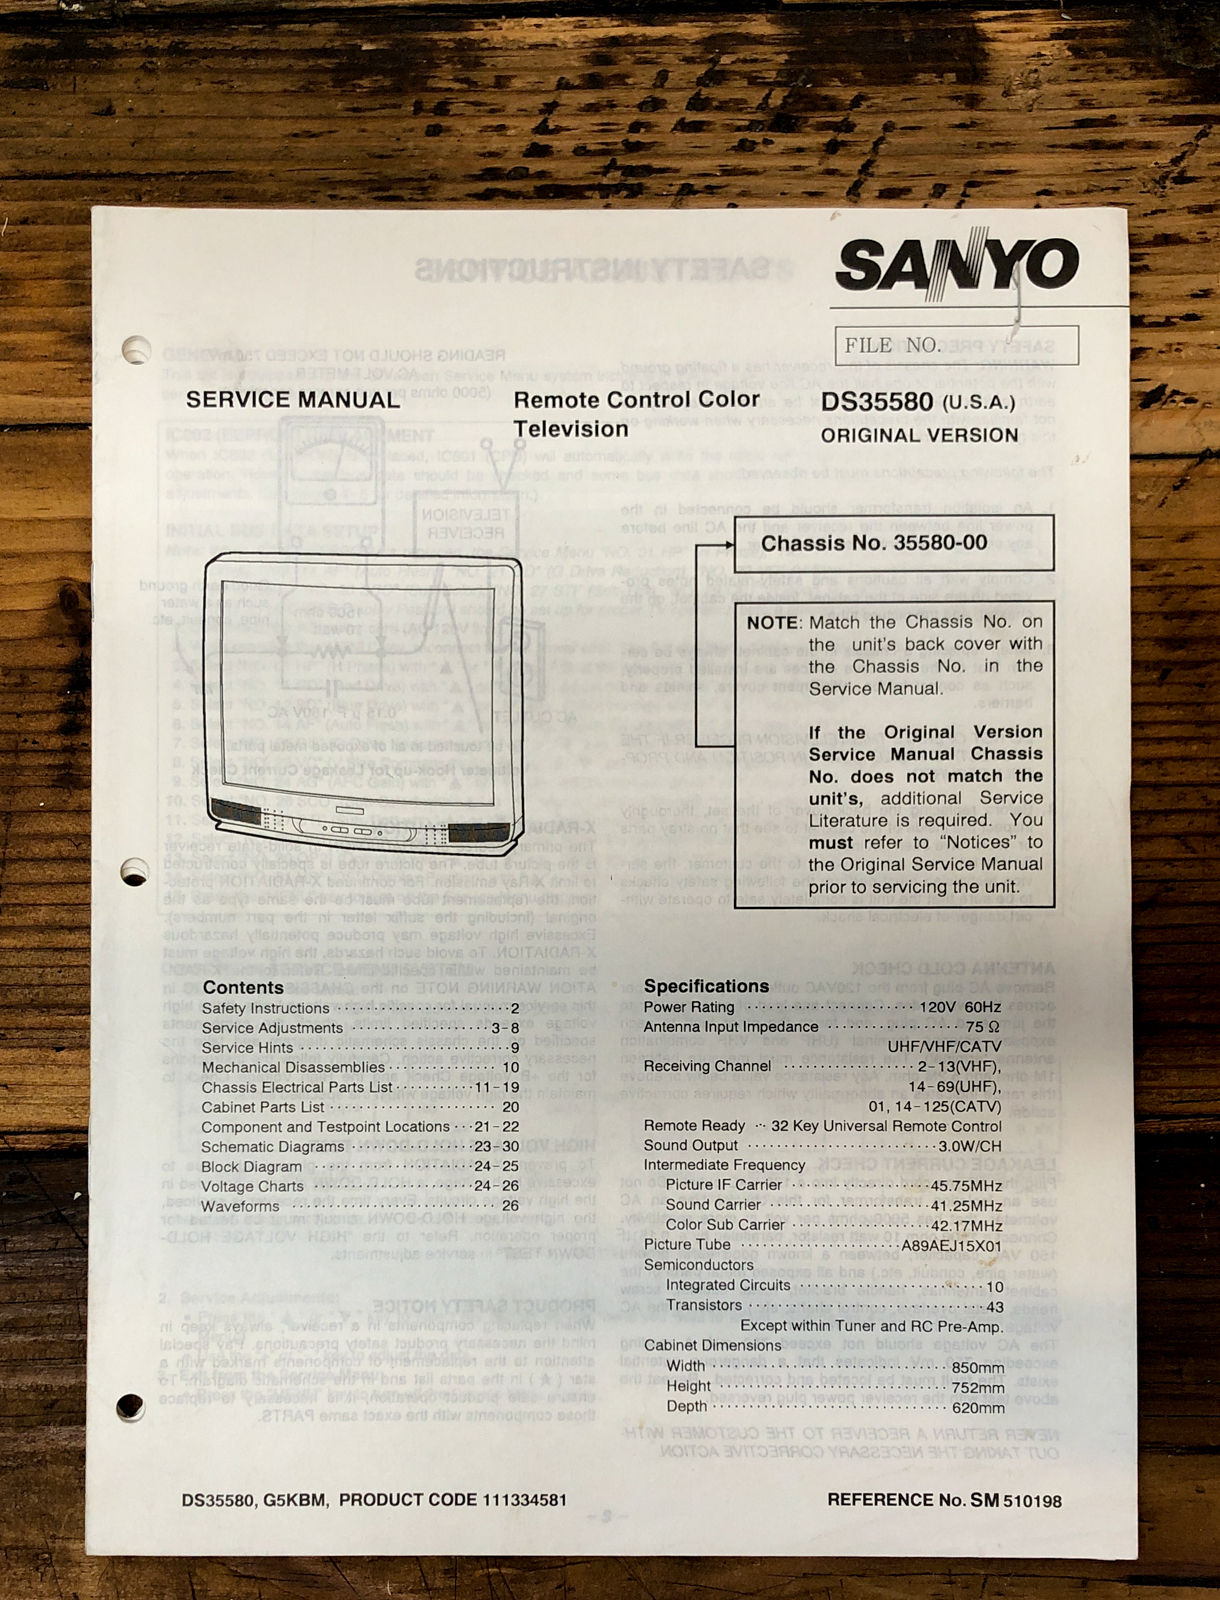 SANYO
FILE NO.
SERVICE MANUAL
Remote Control Color
Television
DS35580 (U.S.A.)
ORIGINAL VERSION
Chassis No. 35580-00
NOTE: Match the Chassis No. on
the unit's back cover with
the Chassis No. in the
Service Manual.
If the Original Version
Service Manual Chassis
No. does not match the
unit's, additional Service
Literature is required. You
must refer to "Notices" to
the Original Service Manual
prior to servicing the unit.
Contents
Safety Instructions ··· 2
Service Adjustments ··· 3-8
Service Hints ··· 9
Mechanical Disassemblies ··· 10
Chassis Electrical Parts List ··· 11-19
Cabinet Parts List ··· 20
Component and Testpoint Locations ··· 21-22
Schematic Diagrams ··· 23-30
Block Diagram ··· 24-25
Voltage Charts ··· 24-26
Waveforms ··· 26
Specifications
Power Rating ··· 120V 60Hz
Antenna Input Impedance ··· 75 Ω
UHF/VHF/CATV
Receiving Channel ··· 2-13(VHF),
14-69(UHF),
01, 14-125(CATV)
Remote Ready ··· 32 Key Universal Remote Control
Sound Output ··· 3.0W/CH
Intermediate Frequency
Picture IF Carrier ··· 45.75MHz
Sound Carrier ··· 41.25MHz
Color Sub Carrier ··· 42.17MHz
Picture Tube ··· A89AEJ15X01
Semiconductors
Integrated Circuits ··· 10
Transistors ··· 43
Except within Tuner and RC Pre-Amp.
Cabinet Dimensions
Width ··· 850mm
Height ··· 752mm
Depth ··· 620mm
DS35580, G5KBM, PRODUCT CODE 111334581
REFERENCE No. SM 510198